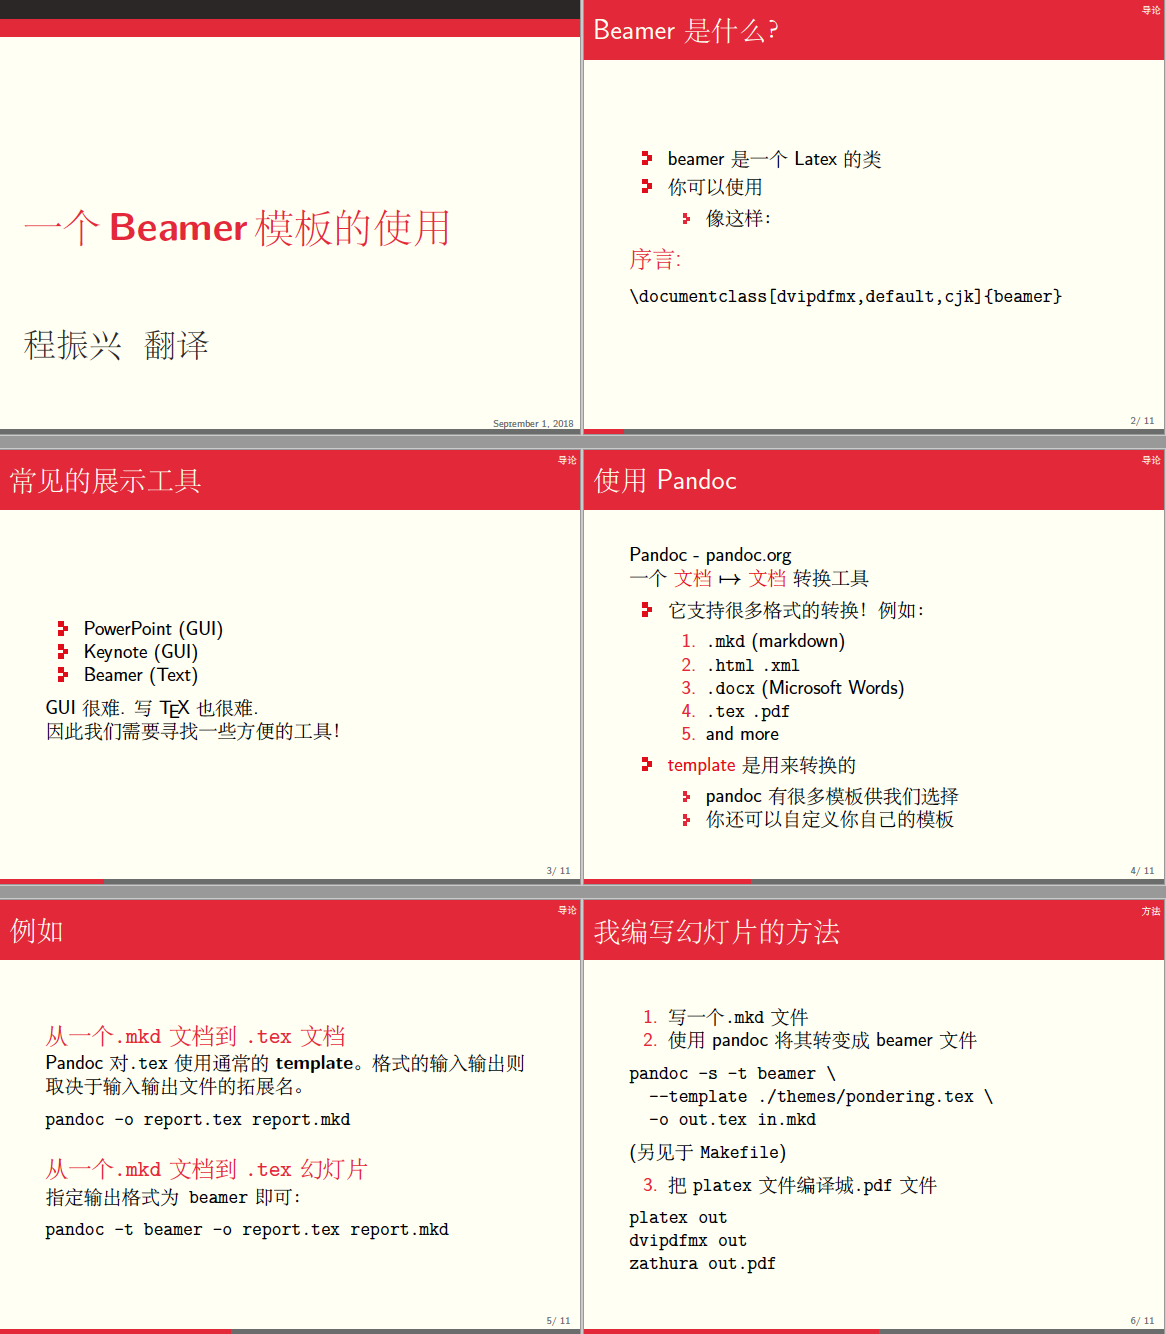 一个 Beamer 模板的使用
程振兴 翻译
September 1, 2018
导论
Beamer 是什么?
beamer 是一个 Latex 的类
你可以使用
像这样:
序言:
\documentclass[dvipdfmx,default,cjk]{beamer}
2/ 11
导论
常见的展示工具
PowerPoint (GUI)
Keynote (GUI)
Beamer (Text)
GUI 很难. 写 TEX 也很难.
因此我们需要寻找一些方便的工具!
3/ 11
导论
使用 Pandoc
Pandoc - pandoc.org
一个 文档 ↦ 文档 转换工具
它支持很多格式的转换! 例如:
1. .mkd (markdown)
2. .html .xml
3. .docx (Microsoft Words)
4. .tex .pdf
5. and more
template 是用来转换的
pandoc 有很多模板供我们选择
你还可以自定义你自己的模板
4/ 11
导论
例如
从一个.mkd 文档到 .tex 文档
Pandoc 对.tex 使用通常的 template。格式的输入输出则
取决于输入输出文件的拓展名。
pandoc -o report.tex report.mkd
从一个.mkd 文档到 .tex 幻灯片
指定输出格式为 beamer 即可:
pandoc -t beamer -o report.tex report.mkd
5/ 11
方法
我编写幻灯片的方法
1. 写一个.mkd 文件
2. 使用 pandoc 将其转变成 beamer 文件
pandoc -s -t beamer \
--template ./themes/pondering.tex \
-o out.tex in.mkd
(另见于 Makefile)
3. 把 platex 文件编译城.pdf 文件
platex out
dvipdfmx out
zathura out.pdf
6/ 11